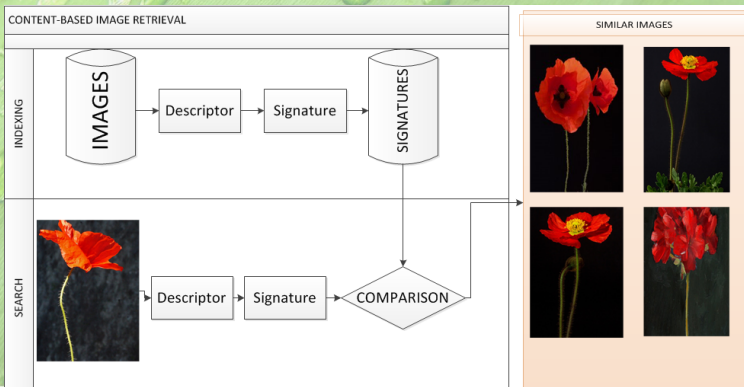 CONTENT-BASED IMAGE RETRIEVAL
SIMILAR IMAGES
INDEXING
IMAGES
Descriptor
Signature
SIGNATURES
SEARCH
Descriptor
Signature
COMPARISON